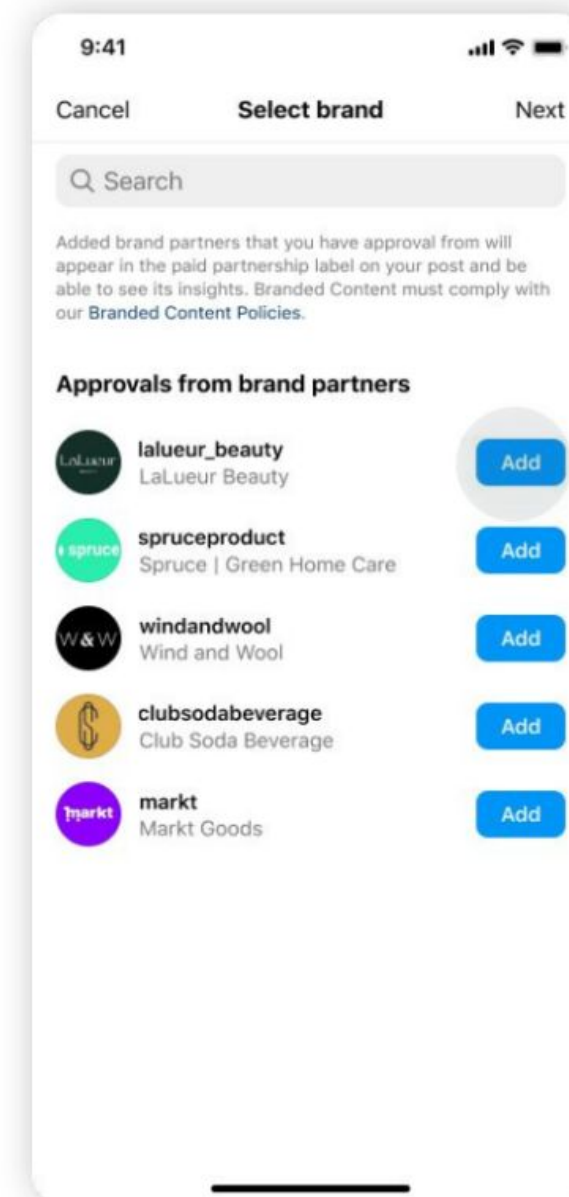 9:41
Cancel Select brand Next
Search
Added brand partners that you have approval from will
appear in the paid partnership label on your post and be
able to see its insights. Branded Content must comply with
our Branded Content Policies.
Approvals from brand partners
LaLueur
lalueur_beauty
LaLueur Beauty
Add
spruce
spruceproduct
Spruce | Green Home Care
Add
W&W
windandwool
Wind and Wool
Add
clubsodabeverage
Club Soda Beverage
Add
markt
markt
Markt Goods
Add